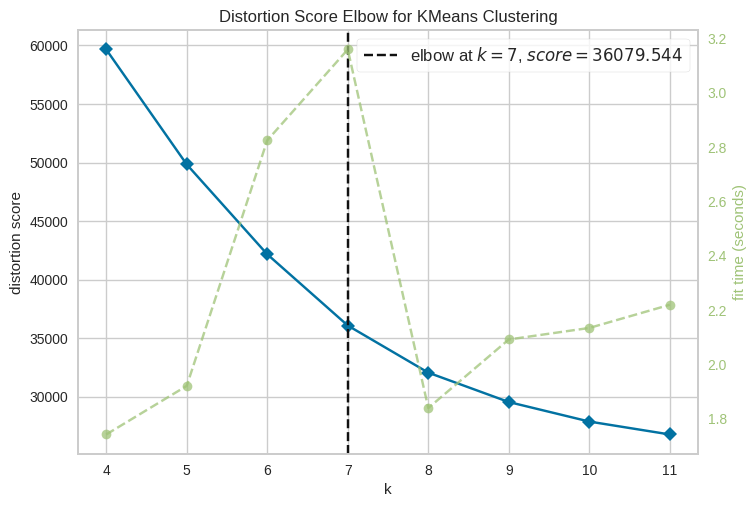 Distortion Score Elbow for KMeans Clustering
elbow at k = 7, score = 36079.544
60000
55000
50000
45000
40000
35000
30000
distortion score
3.2
3.0
2.8
2.6
2.4
2.2
2.0
1.8
fit time (seconds)
4 5 6 7 8 9 10 11
k